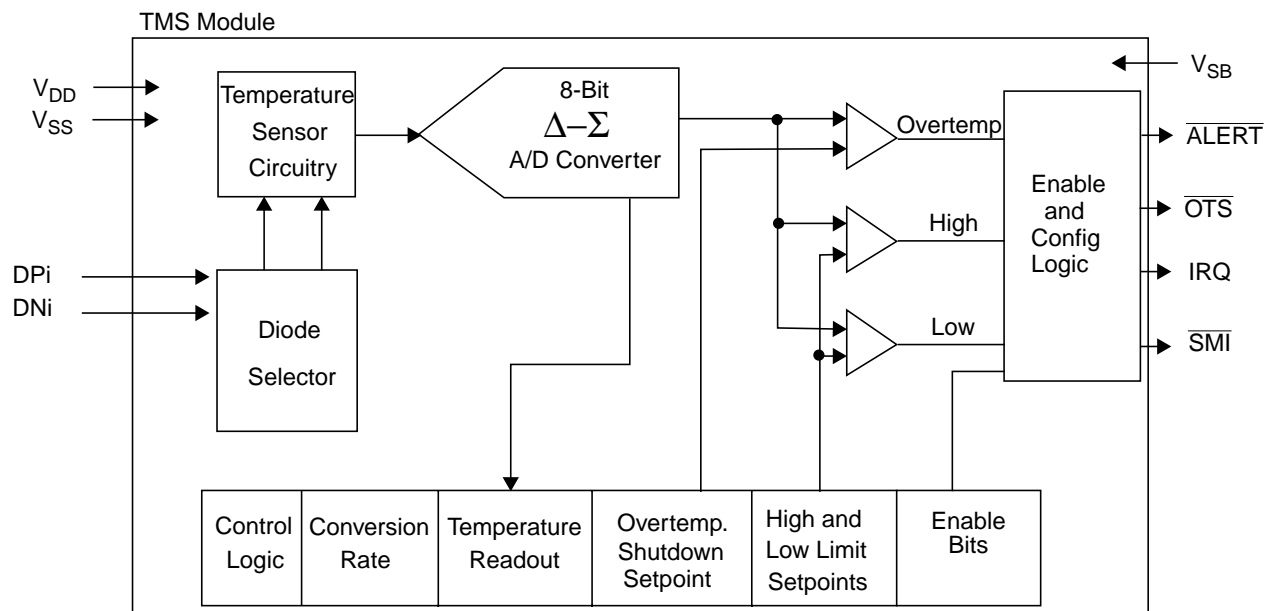 TMS Module
V_DD
V_SS
V_SB
Temperature
Sensor
Circuitry
8-Bit
Δ–Σ
A/D Converter
Overtemp
High
Low
Enable
and
Config
Logic
ALERT
OTS
IRQ
SMI
DPi
DNi
Diode
Selector
Control
Logic
Conversion
Rate
Temperature
Readout
Overtemp.
Shutdown
Setpoint
High and
Low Limit
Setpoints
Enable
Bits